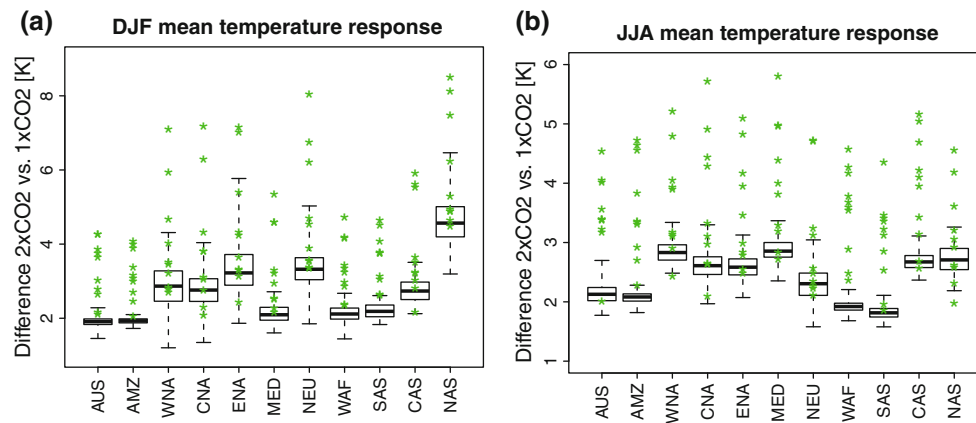 (a)
DJF mean temperature response
Difference 2xCO2 vs. 1xCO2 [K]
8
6
4
2
AUS
AMZ
WNA
CNA
ENA
MED
NEU
WAF
SAS
CAS
NAS
(b)
JJA mean temperature response
Difference 2xCO2 vs. 1xCO2 [K]
6
5
4
3
2
1
AUS
AMZ
WNA
CNA
ENA
MED
NEU
WAF
SAS
CAS
NAS